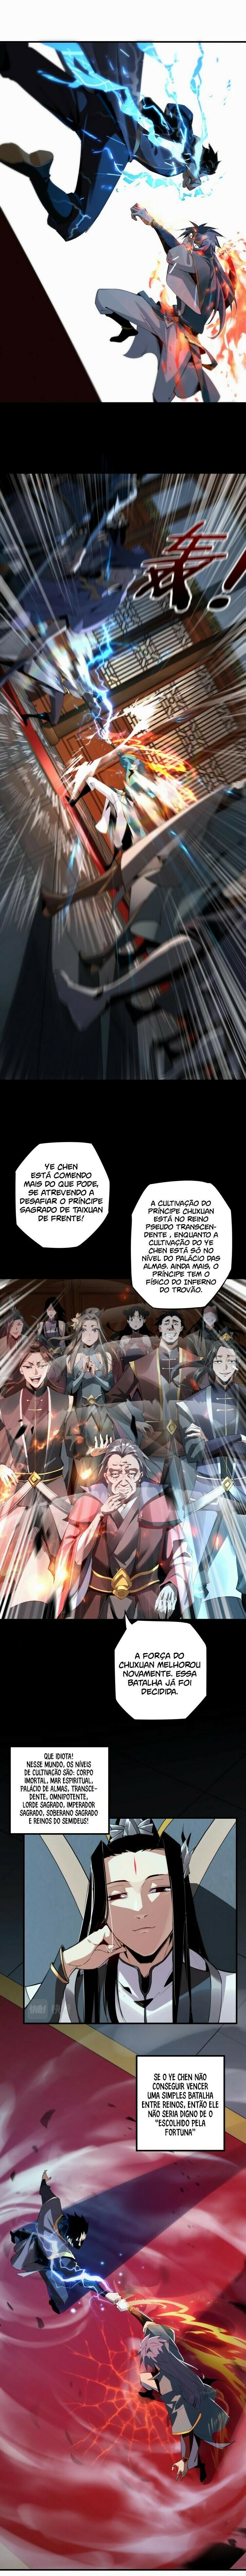 轰!
YE CHEN
ESTÁ COMENDO
MAIS DO QUE PODE,
SE ATREVENDO A
DESAFIAR O PRÍNCIPE
SAGRADO DE TAIXUAN
DE FRENTE!
A CULTIVAÇÃO DO
PRÍNCIPE CHUXUAN
ESTÁ NO REINO
PSEUDO TRANSCEN-
DENTE , ENQUANTO A
CULTIVAÇÃO DO YE
CHEN ESTÁ SÓ NO
NÍVEL DO PALÁCIO DAS
ALMAS. AINDA MAIS, O
PRÍNCIPE TEM O
FÍSICO DO INFERNO
DO TROVÃO.
A FORÇA DO
CHUXUAN MELHOROU
NOVAMENTE. ESSA
BATALHA JÁ FOI
DECIDIDA.
QUE IDIOTA!
NESSE MUNDO, OS NÍVEIS
DE CULTIVAÇÃO SÃO: CORPO
IMORTAL, MAR ESPIRITUAL,
PALÁCIO DE ALMAS, TRANSCE-
DENTE, OMNIPOTENTE,
LORDE SAGRADO, IMPERADOR
SAGRADO, SOBERANO SAGRADO
E REINOS DO SEMIDEUS!
SE O YE CHEN NÃO
CONSEGUIR VENCER
UMA SIMPLES BATALHA
ENTRE REINOS, ENTÃO ELE
NÃO SERIA DIGNO DE O
"ESCOLHIDO PELA
FORTUNA"